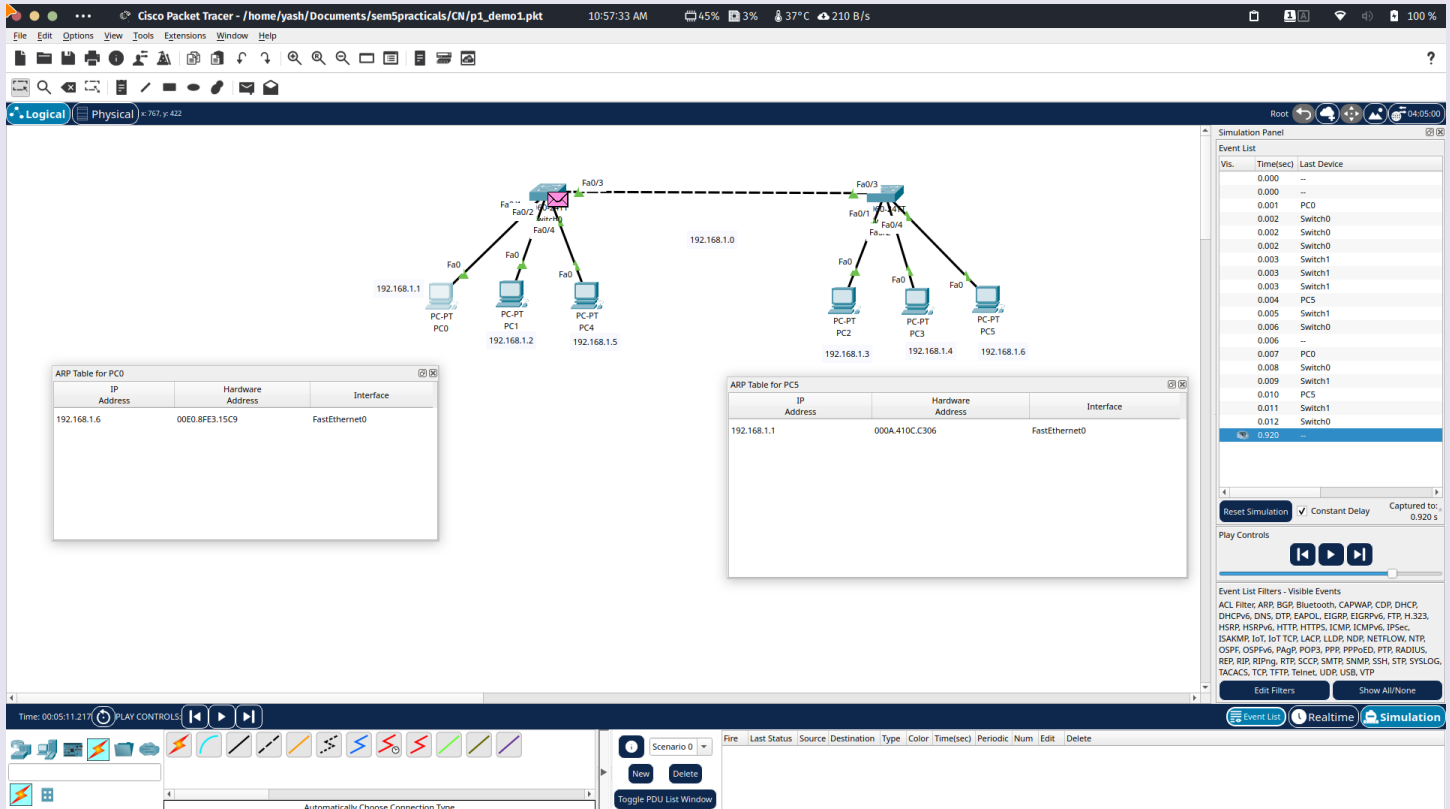 Cisco Packet Tracer - /home/yash/Documents/sem5practicals/CN/p1_demo1.pkt 10:57:33 AM 45% 3% 37°C 210 B/s 1 A 100 %
File Edit Options View Tools Extensions Window Help
?
Logical Physical x: 767, y: 422 Root 04:05:00
Simulation Panel
Event List
Vis. Time(sec) Last Device
0.000 --
0.000 --
0.001 PC0
0.002 Switch0
0.002 Switch0
0.002 Switch0
0.003 Switch1
0.003 Switch1
0.003 Switch1
0.004 PC5
0.005 Switch1
0.006 Switch0
0.006 --
0.007 PC0
0.008 Switch0
0.009 Switch1
0.010 PC5
0.011 Switch1
0.012 Switch0
0.920 --
Reset Simulation Constant Delay Captured to:
0.920 s
Play Controls
Event List Filters - Visible Events
ACL Filter, ARP, BGP, Bluetooth, CAPWAP, CDP, DHCP,
DHCPv6, DNS, DTP, EAPOL, EIGRP, EIGRPv6, FTP, H.323,
HSRP, HSRPv6, HTTP, HTTPS, ICMP, ICMPv6, IPSec,
ISAKMP, IoT, IoT TCP, LACP, LLDP, NDP, NETFLOW, NTP,
OSPF, OSPFv6, PAgP, POP3, PPP, PPPoED, PTP, RADIUS,
REP, RIP, RIPng, RTP, SCCP, SMTP, SNMP, SSH, STP, SYSLOG,
TACACS, TCP, TFTP, Telnet, UDP, USB, VTP
Edit Filters Show All/None
Fa0/3 Fa0/3
Fa0/2 Fa0/1
Fa0/4 Fa0/4
192.168.1.0
Fa0 Fa0 Fa0 Fa0 Fa0 Fa0
192.168.1.1
PC-PT
PC0
PC-PT
PC1
192.168.1.2
PC-PT
PC4
192.168.1.5
PC-PT
PC2
192.168.1.3
PC-PT
PC3
192.168.1.4
PC-PT
PC5
192.168.1.6
ARP Table for PC0
IP Address Hardware Address Interface
192.168.1.6 00E0.8FE3.15C9 FastEthernet0
ARP Table for PC5
IP Address Hardware Address Interface
192.168.1.1 000A.410C.C306 FastEthernet0
Time: 00:05:11.217 PLAY CONTROLS: Event List Realtime Simulation
Scenario 0
New Delete
Toggle PDU List Window
Fire Last Status Source Destination Type Color Time(sec) Periodic Num Edit Delete
Automatically Choose Connection Type